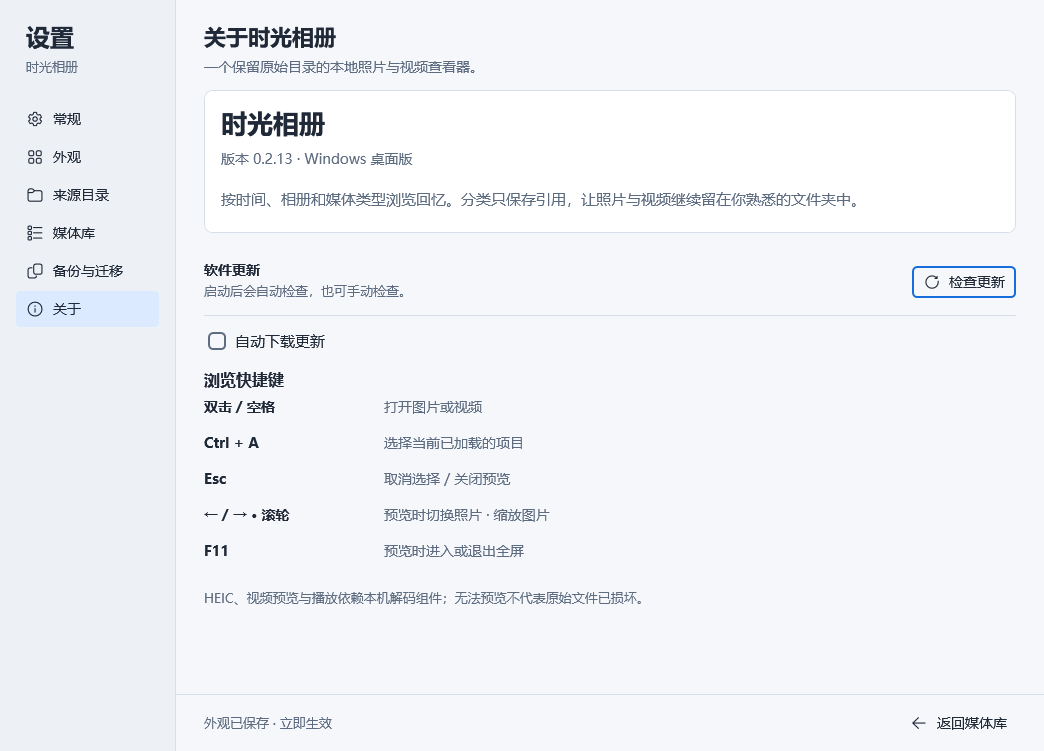 设置
时光相册
常规
外观
来源目录
媒体库
备份与迁移
关于
关于时光相册
一个保留原始目录的本地照片与视频查看器。
时光相册
版本 0.2.13 · Windows 桌面版
按时间、相册和媒体类型浏览回忆。分类只保存引用，让照片与视频继续留在你熟悉的文件夹中。
软件更新
启动后会自动检查，也可手动检查。
检查更新
自动下载更新
浏览快捷键
双击 / 空格 打开图片或视频
Ctrl + A 选择当前已加载的项目
Esc 取消选择 / 关闭预览
← / → • 滚轮 预览时切换照片 · 缩放图片
F11 预览时进入或退出全屏
HEIC、视频预览与播放依赖本机解码组件；无法预览不代表原始文件已损坏。
外观已保存 · 立即生效
← 返回媒体库